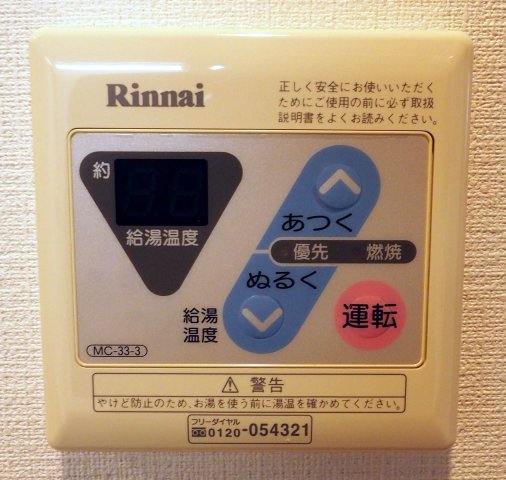 Rinnai
正しく安全にお使いいただく
ためにご使用の前に必ず取扱
説明書をよくお読みください。
約
給湯温度
あつく
優先 燃焼
ぬるく
給湯
温度
運転
MC-33-3
⚠ 警告
やけど防止のため、お湯を使う前に湯温を確かめてください。
フリーダイヤル
0120-054321